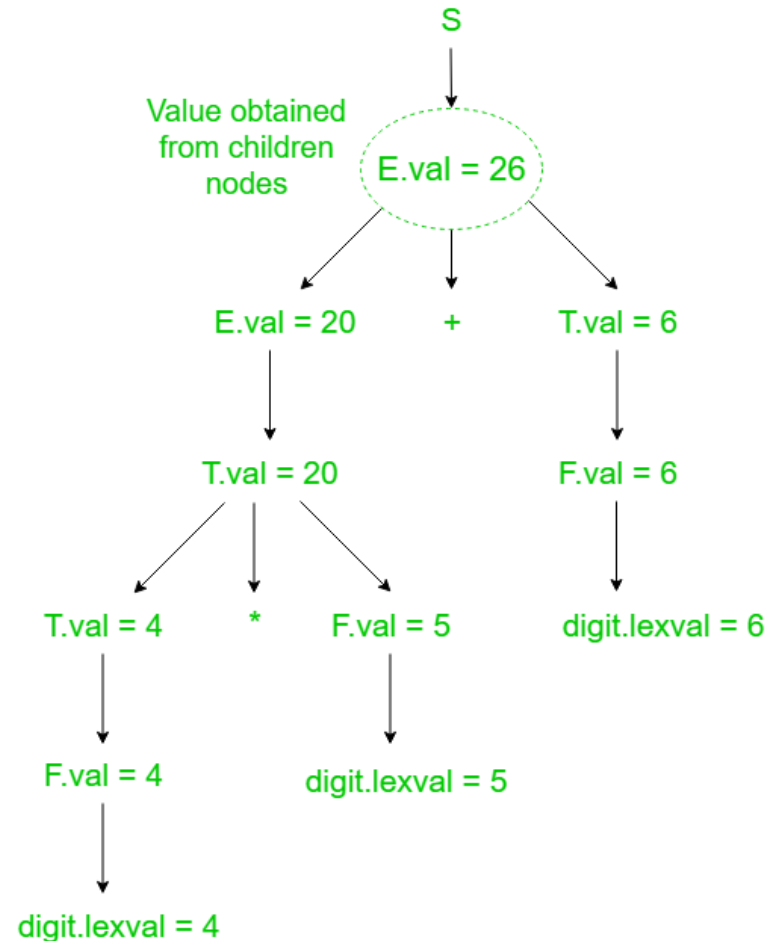 S
Value obtained
from children
nodes
E.val = 26
E.val = 20
+
T.val = 6
T.val = 20
F.val = 6
T.val = 4
*
F.val = 5
digit.lexval = 6
F.val = 4
digit.lexval = 5
digit.lexval = 4